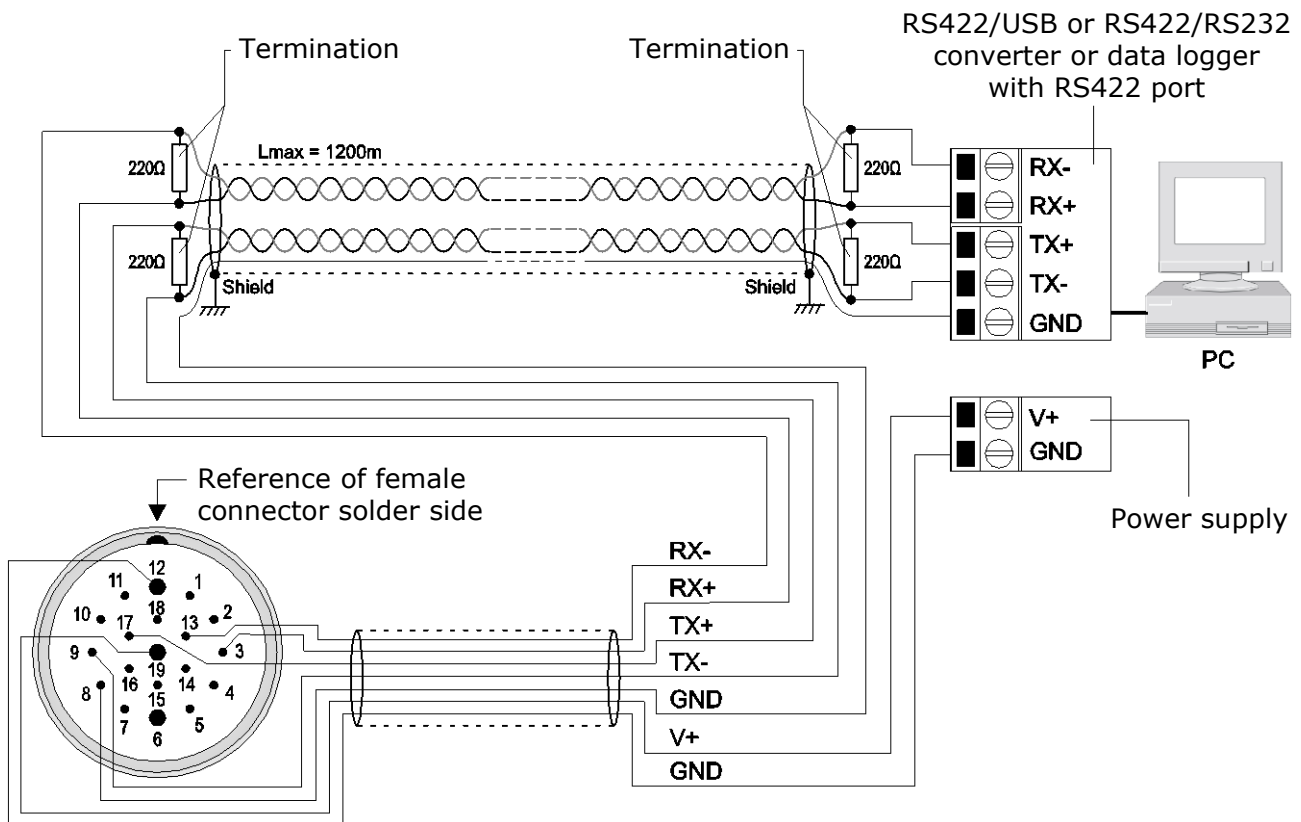 RS422/USB or RS422/RS232
converter or data logger
with RS422 port
Termination
Termination
Lmax = 1200m
220Ω
220Ω
220Ω
220Ω
Shield
Shield
RX-
RX+
TX+
TX-
GND
PC
V+
GND
Power supply
Reference of female
connector solder side
12
11
1
18
10
2
17
13
9
3
19
16
14
8
4
15
7
5
6
RX-
RX+
TX+
TX-
GND
V+
GND